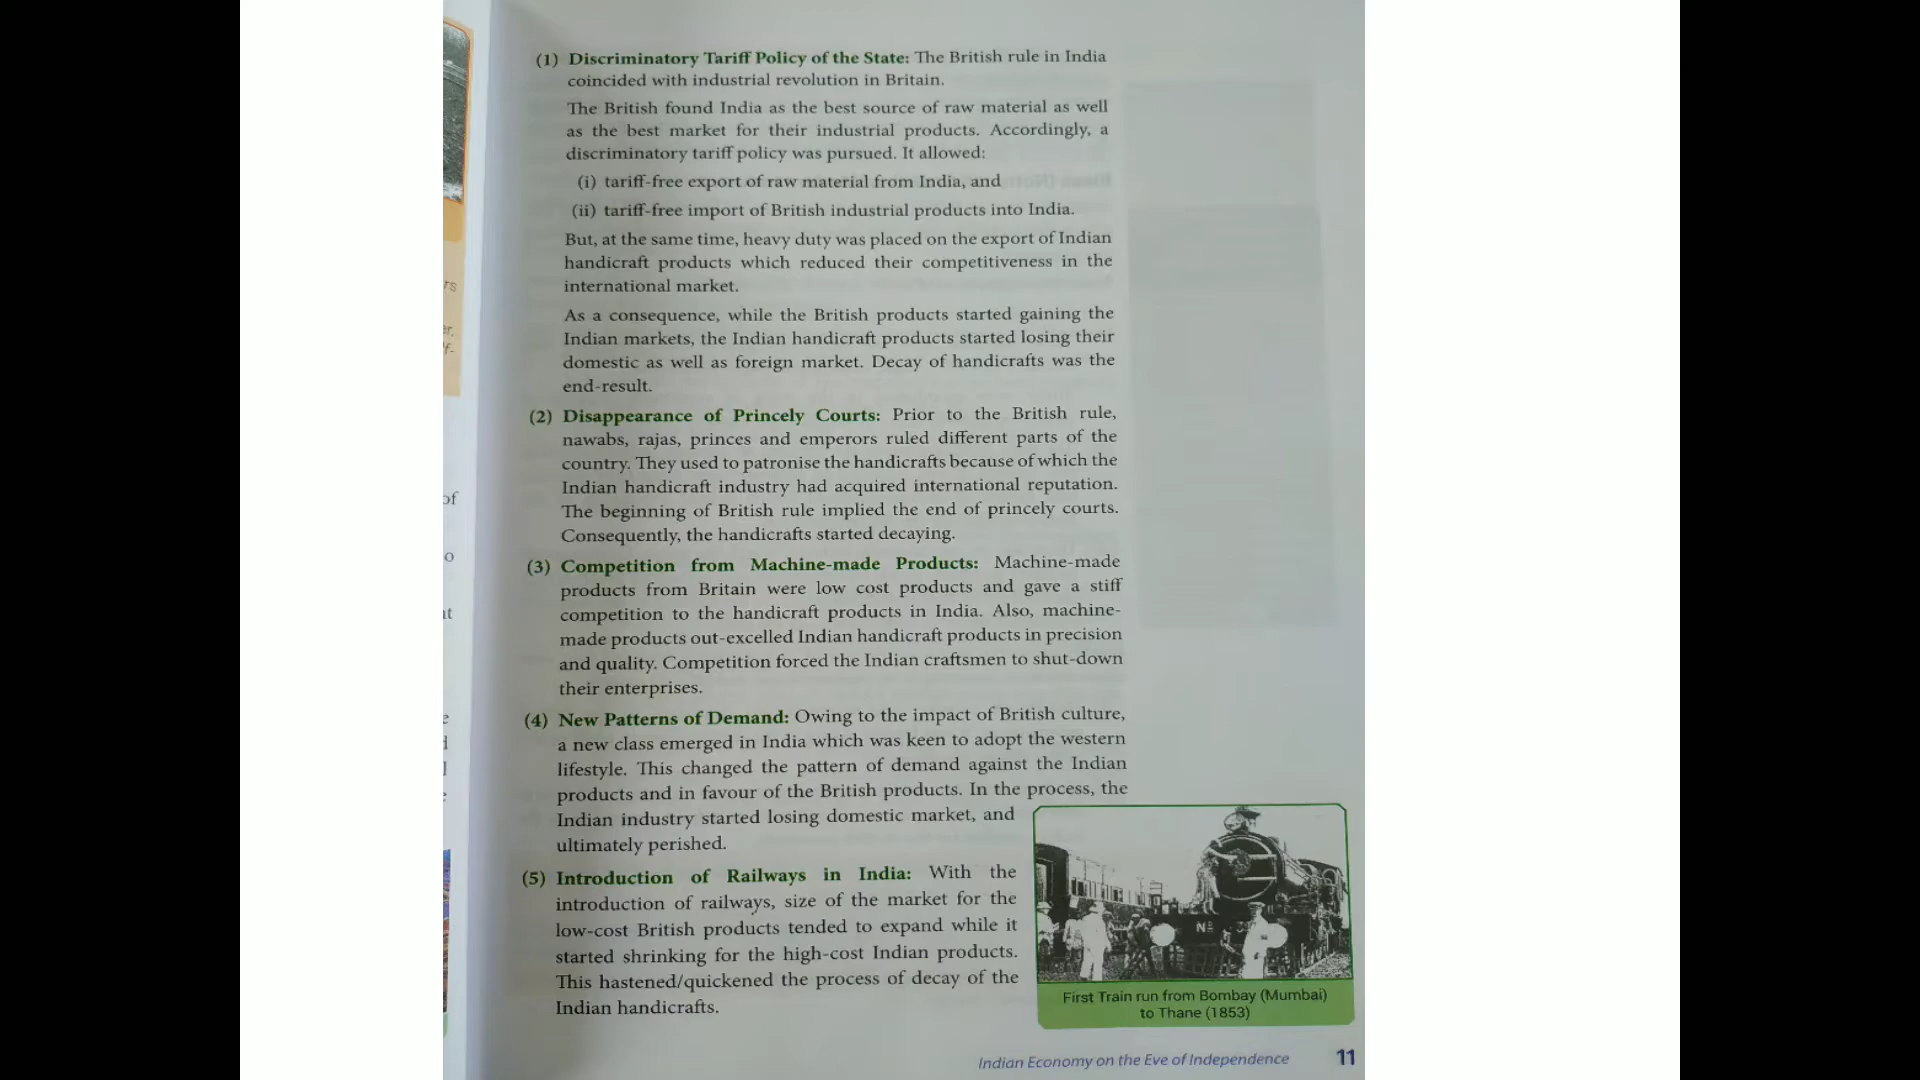 (1) Discriminatory Tariff Policy of the State: The British rule in India
coincided with industrial revolution in Britain.
The British found India as the best source of raw material as well
as the best market for their industrial products. Accordingly, a
discriminatory tariff policy was pursued. It allowed:
(i) tariff-free export of raw material from India, and
(ii) tariff-free import of British industrial products into India.
But, at the same time, heavy duty was placed on the export of Indian
handicraft products which reduced their competitiveness in the
international market.
As a consequence, while the British products started gaining the
Indian markets, the Indian handicraft products started losing their
domestic as well as foreign market. Decay of handicrafts was the
end-result.
(2) Disappearance of Princely Courts: Prior to the British rule,
nawabs, rajas, princes and emperors ruled different parts of the
country. They used to patronise the handicrafts because of which the
Indian handicraft industry had acquired international reputation.
The beginning of British rule implied the end of princely courts.
Consequently, the handicrafts started decaying.
(3) Competition from Machine-made Products: Machine-made
products from Britain were low cost products and gave a stiff
competition to the handicraft products in India. Also, machine-
made products out-excelled Indian handicraft products in precision
and quality. Competition forced the Indian craftsmen to shut-down
their enterprises.
(4) New Patterns of Demand: Owing to the impact of British culture,
a new class emerged in India which was keen to adopt the western
lifestyle. This changed the pattern of demand against the Indian
products and in favour of the British products. In the process, the
Indian industry started losing domestic market, and
ultimately perished.
(5) Introduction of Railways in India: With the
introduction of railways, size of the market for the
low-cost British products tended to expand while it
started shrinking for the high-cost Indian products.
This hastened/quickened the process of decay of the
Indian handicrafts.
First Train run from Bombay (Mumbai)
to Thane (1853)
Indian Economy on the Eve of Independence 11